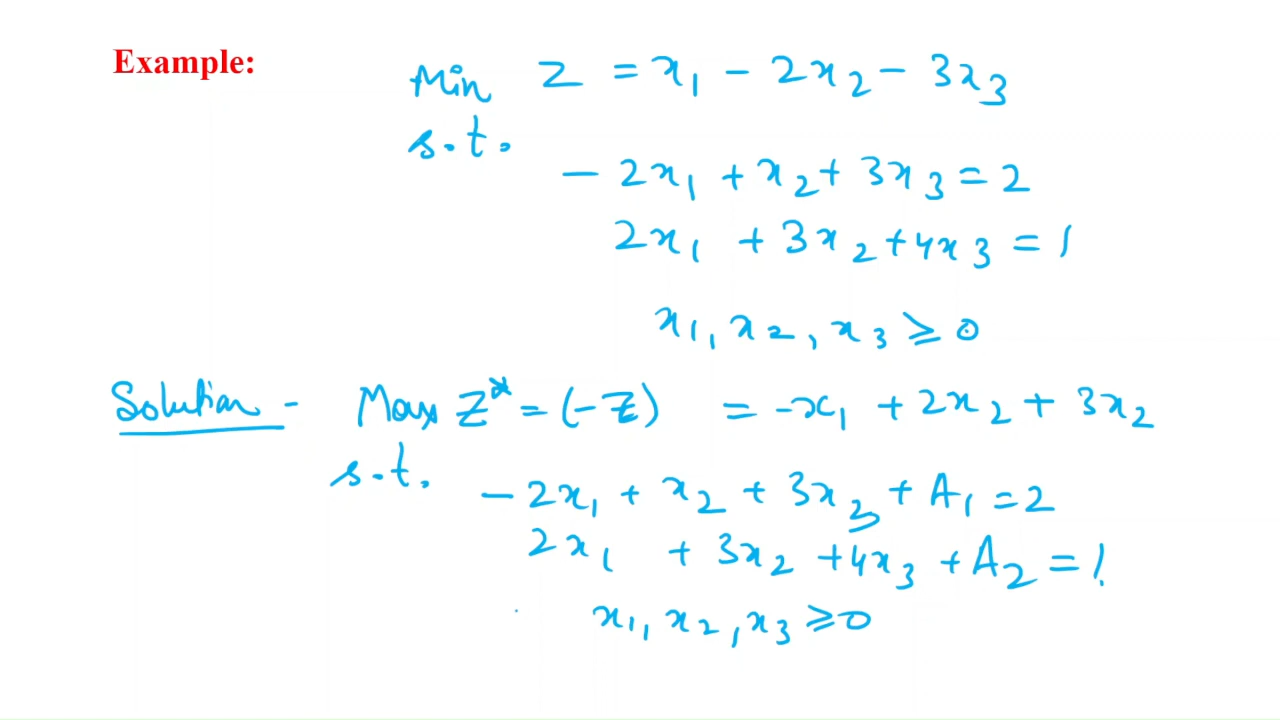 Example:
Min Z = x₁ - 2x₂ - 3x₃
s.t.
- 2x₁ + x₂ + 3x₃ = 2
2x₁ + 3x₂ + 4x₃ = 1
x₁, x₂, x₃ ≥ 0
Solution - Max Z* = (-Z) = -x₁ + 2x₂ + 3x₂
s.t.
- 2x₁ + x₂ + 3x₃ + A₁ = 2
2x₁ + 3x₂ + 4x₃ + A₂ = 1
x₁, x₂, x₃ ≥ 0